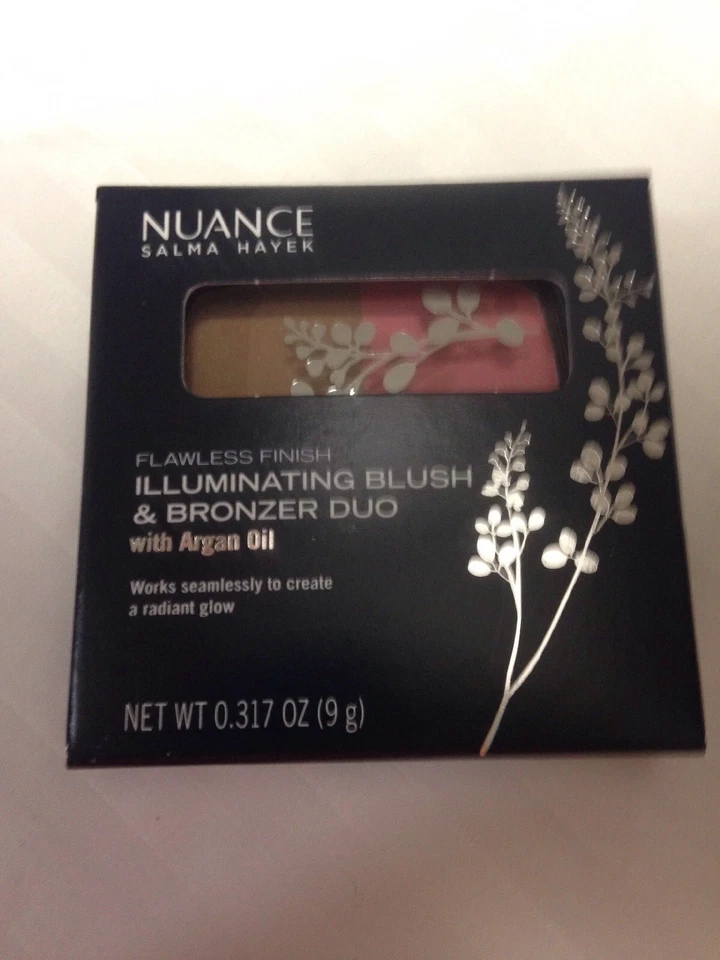 NUANCE
SALMA HAYEK
FLAWLESS FINISH
ILLUMINATING BLUSH
& BRONZER DUO
with Argan Oil
Works seamlessly to create
a radiant glow
NET WT 0.317 OZ (9 g)